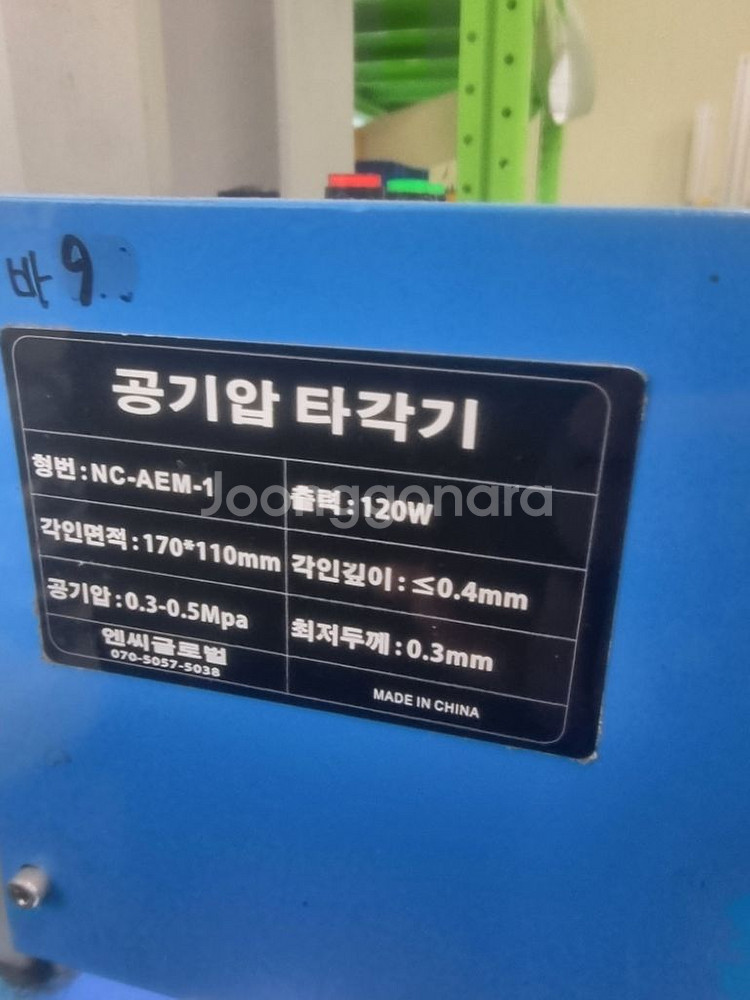 바 9
공기압 타각기
형번 : NC-AEM-1
출력 : 120W
각인면적 : 170*110mm
각인깊이 : ≤0.4mm
공기압 : 0.3-0.5Mpa
최저두께 : 0.3mm
엔씨글로벌
070-5057-5038
MADE IN CHINA
Joonggonara